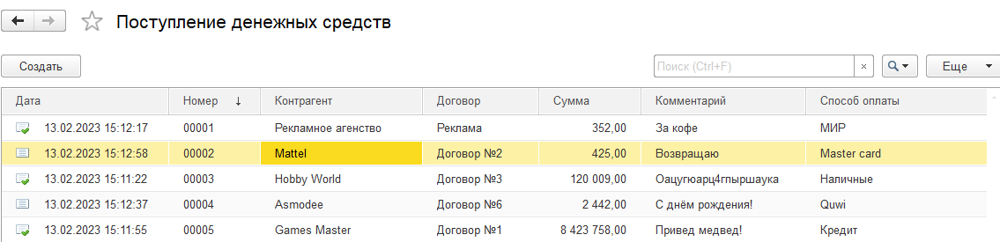 Поступление денежных средств
Создать Поиск (Ctrl+F) × Еще
Дата Номер ↓ Контрагент Договор Сумма Комментарий Способ оплаты
13.02.2023 15:12:17 00001 Рекламное агенство Реклама 352,00 За кофе МИР
13.02.2023 15:12:58 00002 Mattel Договор №2 425,00 Возвращаю Master card
13.02.2023 15:11:22 00003 Hobby World Договор №3 120 009,00 Оацугюарц4гпыршаука Наличные
13.02.2023 15:12:37 00004 Asmodee Договор №6 2 442,00 С днём рождения! Quwi
13.02.2023 15:11:55 00005 Games Master Договор №1 8 423 758,00 Привед медвед! Кредит